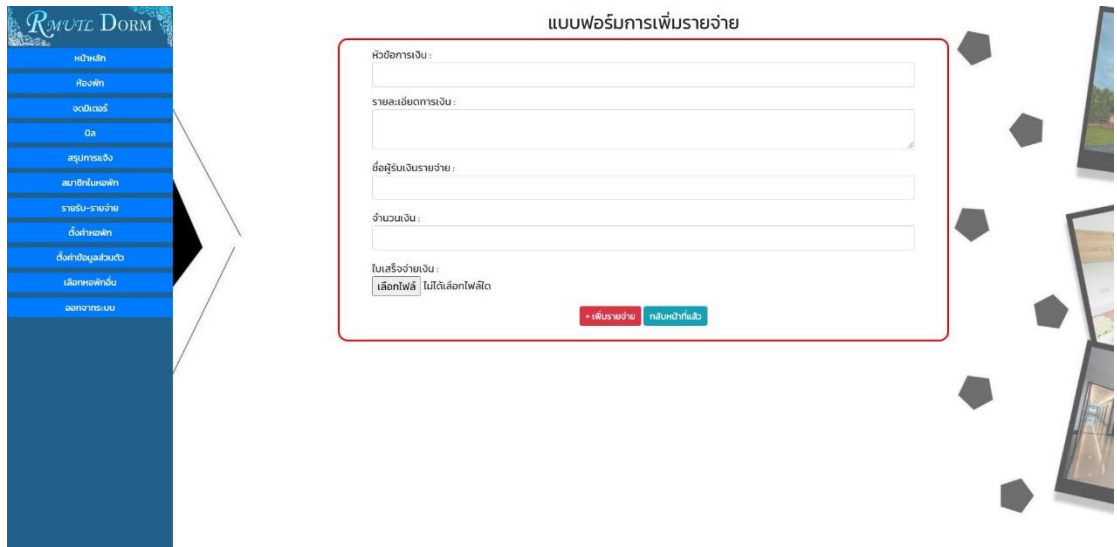 RMUTL DORM
หน้าหลัก
ห้องพัก
จดมิเตอร์
บิล
สรุปการแจ้ง
สมาชิกในหอพัก
รายรับ-รายจ่าย
ตั้งค่าหอพัก
ตั้งค่าข้อมูลส่วนตัว
เลือกหอพักอื่น
ออกจากระบบ
แบบฟอร์มการเพิ่มรายจ่าย
หัวข้อการเงิน :
รายละเอียดการเงิน :
ชื่อผู้รับเงินรายจ่าย :
จำนวนเงิน :
ใบเสร็จจ่ายเงิน :
เลือกไฟล์ ไม่ได้เลือกไฟล์ใด
+ เพิ่มรายจ่าย กลับหน้าที่แล้ว